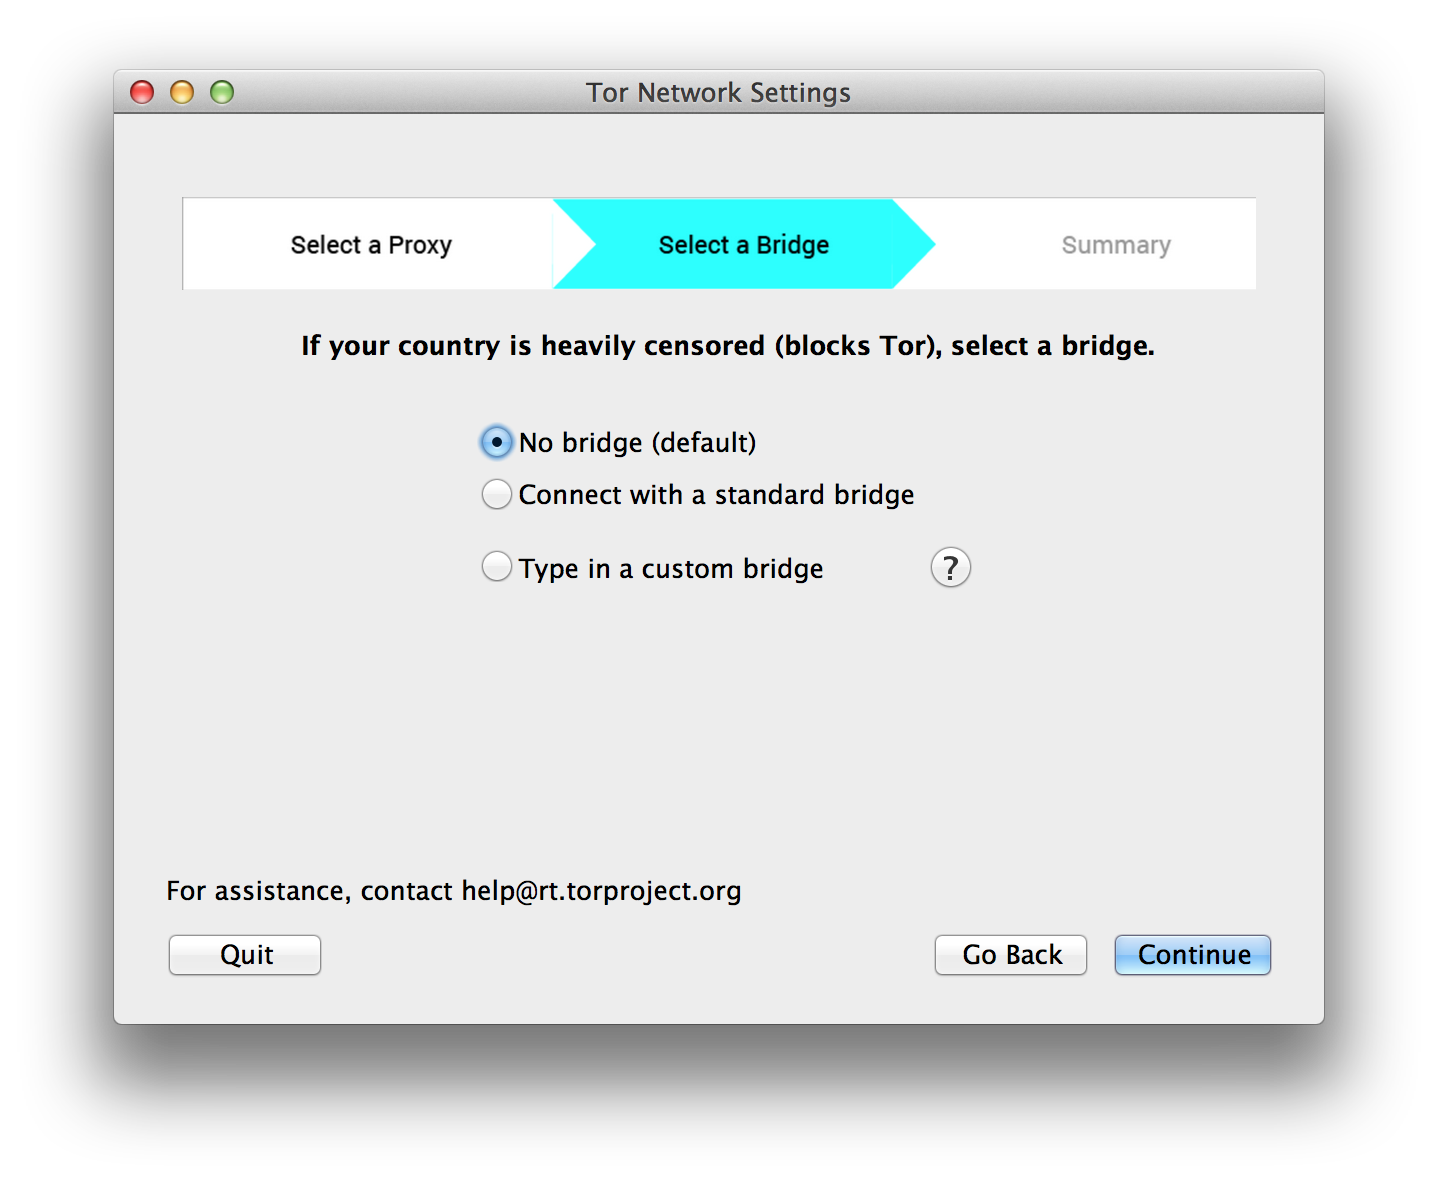 Tor Network Settings
Select a Proxy
Select a Bridge
Summary
If your country is heavily censored (blocks Tor), select a bridge.
No bridge (default)
Connect with a standard bridge
Type in a custom bridge
?
For assistance, contact help@rt.torproject.org
Quit
Go Back
Continue